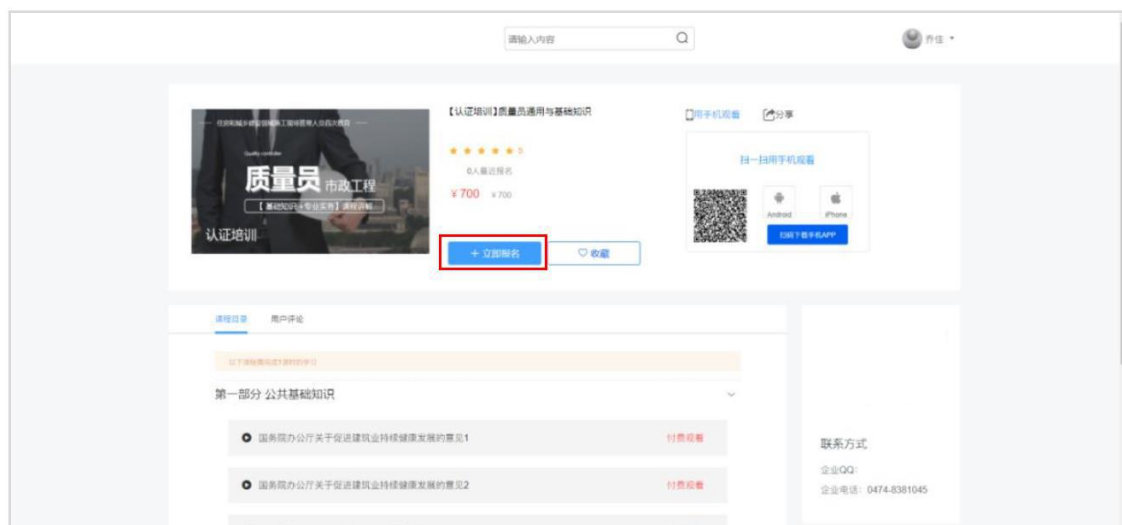 请输入内容
乔佳
【认证培训】质量员通用与基础知识
用手机观看
分享
Quality controller
质量员 市政工程
【 基础知识+专业实务】课程讲解
认证培训
5
0人最近报名
¥700 ¥700
扫一扫用手机观看
Android
iPhone
扫码下载手机APP
+ 立即报名
收藏
课程目录
用户评论
第一部分 公共基础知识
国务院办公厅关于促进建筑业持续健康发展的意见1
付费观看
国务院办公厅关于促进建筑业持续健康发展的意见2
付费观看
联系方式
企业QQ:
企业电话: 0474-8381045